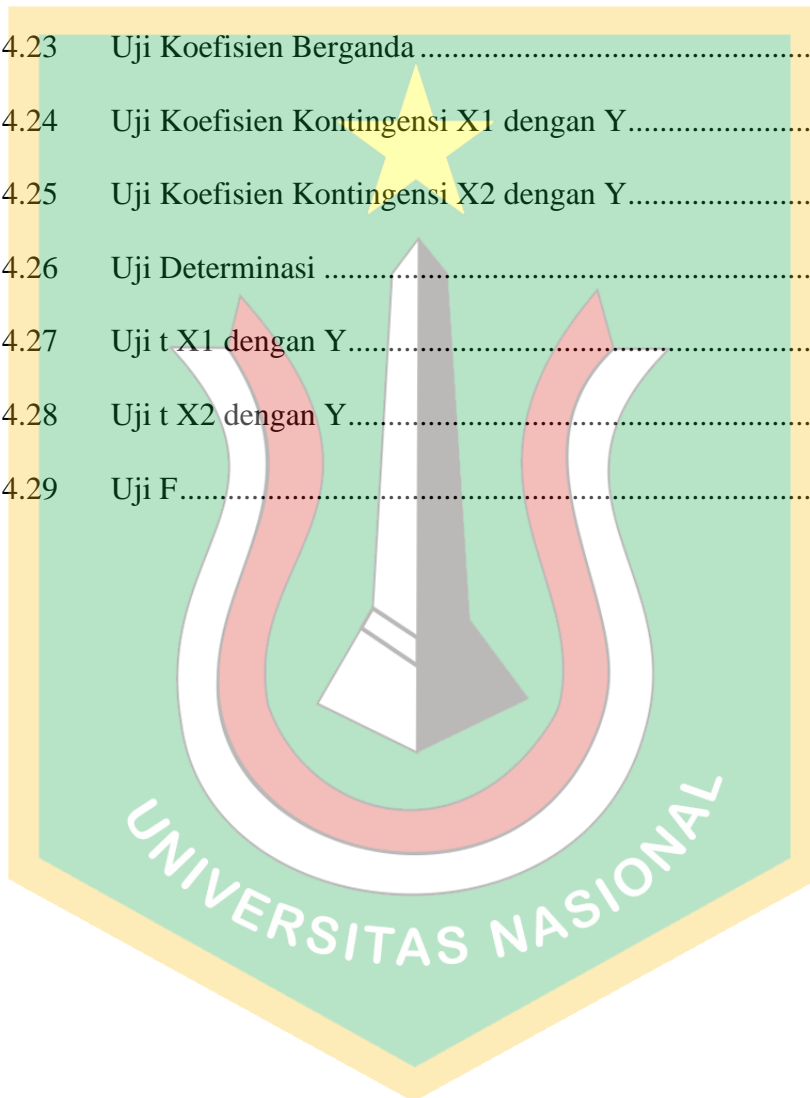 4.23 Uji Koefisien Berganda ..................................................
4.24 Uji Koefisien Kontingensi X1 dengan Y.......................
4.25 Uji Koefisien Kontingensi X2 dengan Y.......................
4.26 Uji Determinasi ..............................................................
4.27 Uji t X1 dengan Y...........................................................
4.28 Uji t X2 dengan Y...........................................................
4.29 Uji F................................................................................
UNIVERSITAS NASIONAL